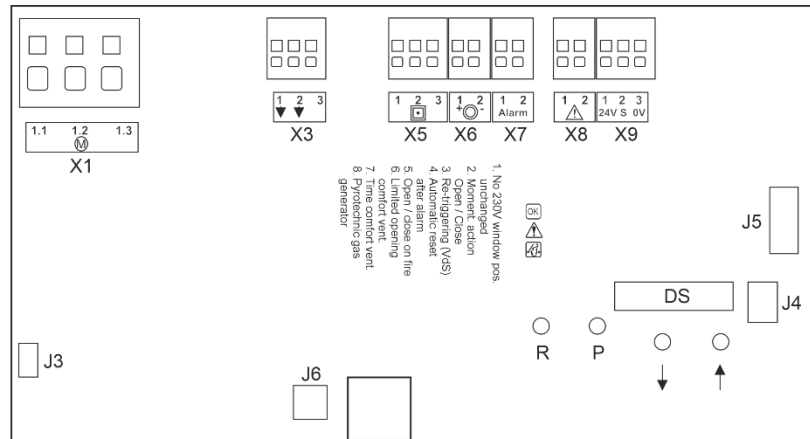 1 2 3
1 2 3
1 2
+ -
1 2
Alarm
1 2
1 2 3
24V S 0V
1.1 1.2 1.3
M
X1
X3
X5
X6
X7
X8
X9
1. No 230V window pos.
unchanged
2. Moment. action
Open / Close
3. Re-triggering (VdS)
4. Automatic reset
after alarm
5. Open / close on fire
6. Limited opening
comfort vent.
7. Time comfort vent.
8. Pyrotechnic gas
generator
OK
J5
DS
J4
R
P
J3
J6